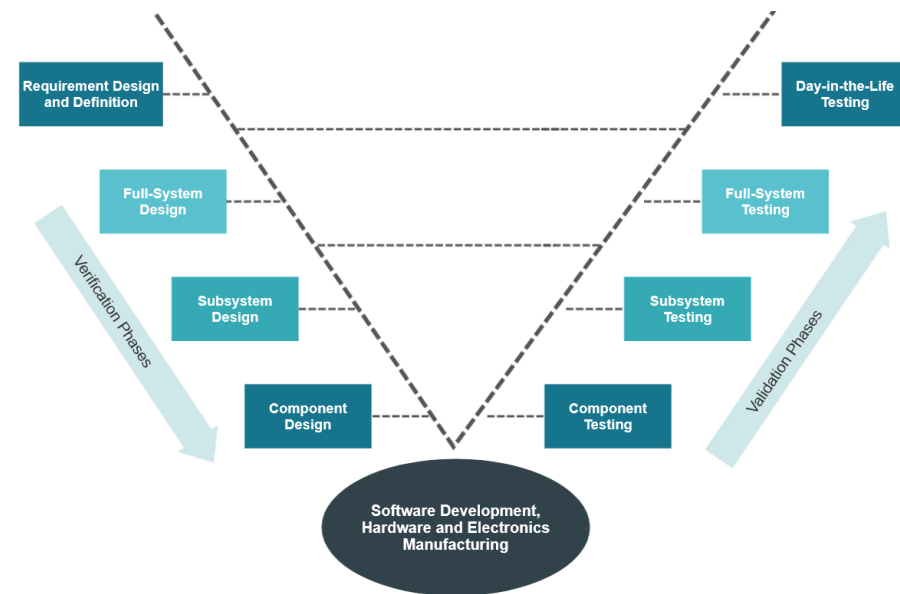 Requirement Design
and Definition
Day-in-the-Life
Testing
Full-System
Design
Full-System
Testing
Verification Phases
Subsystem
Design
Subsystem
Testing
Validation Phases
Component
Design
Component
Testing
Software Development,
Hardware and Electronics
Manufacturing